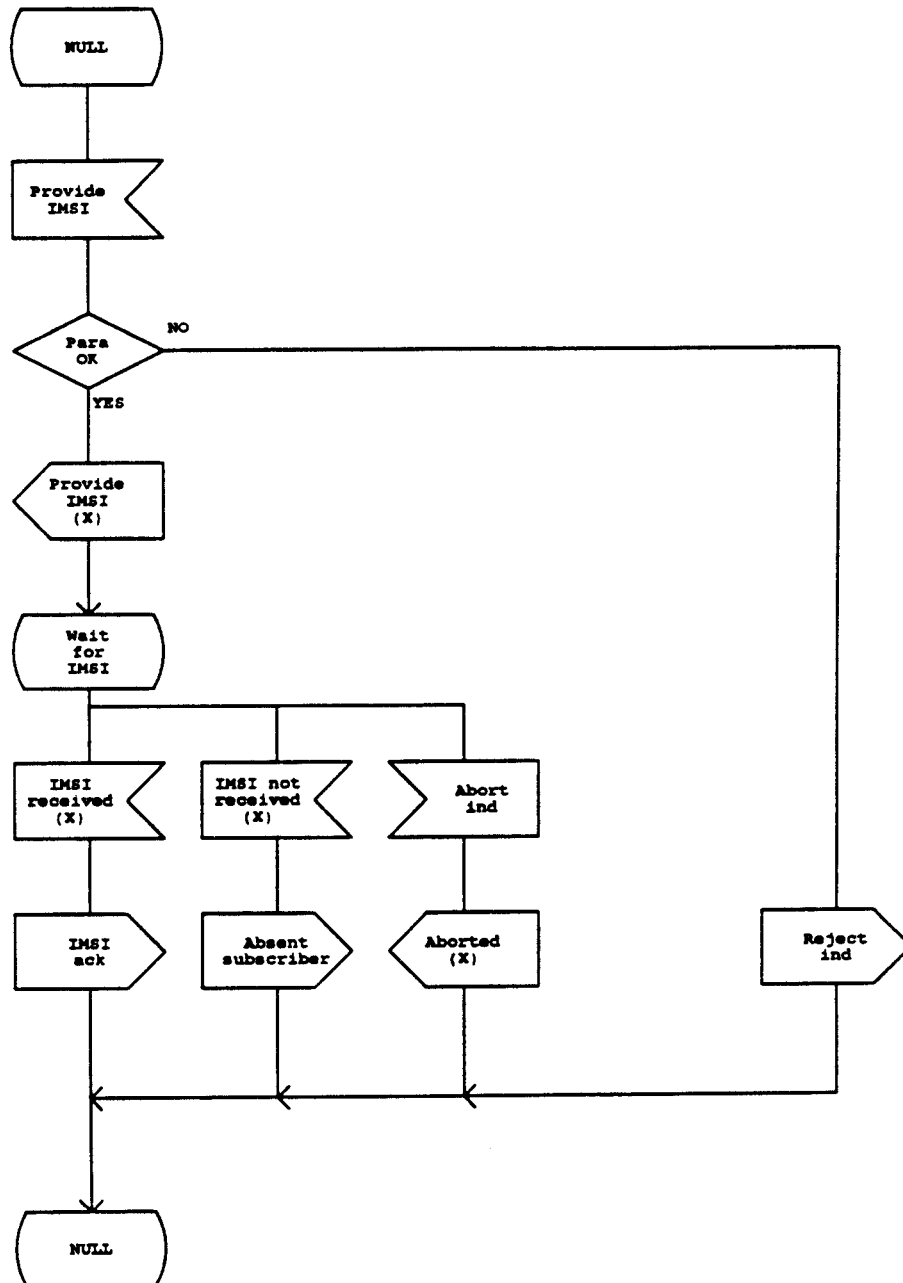 NULL
Provide
IMSI
Para
OK
NO
YES
Provide
IMSI
(X)
Wait
for
IMSI
IMSI
received
(X)
IMSI not
received
(X)
Abort
ind
IMSI
ack
Absent
subscriber
Aborted
(X)
Reject
ind
NULL